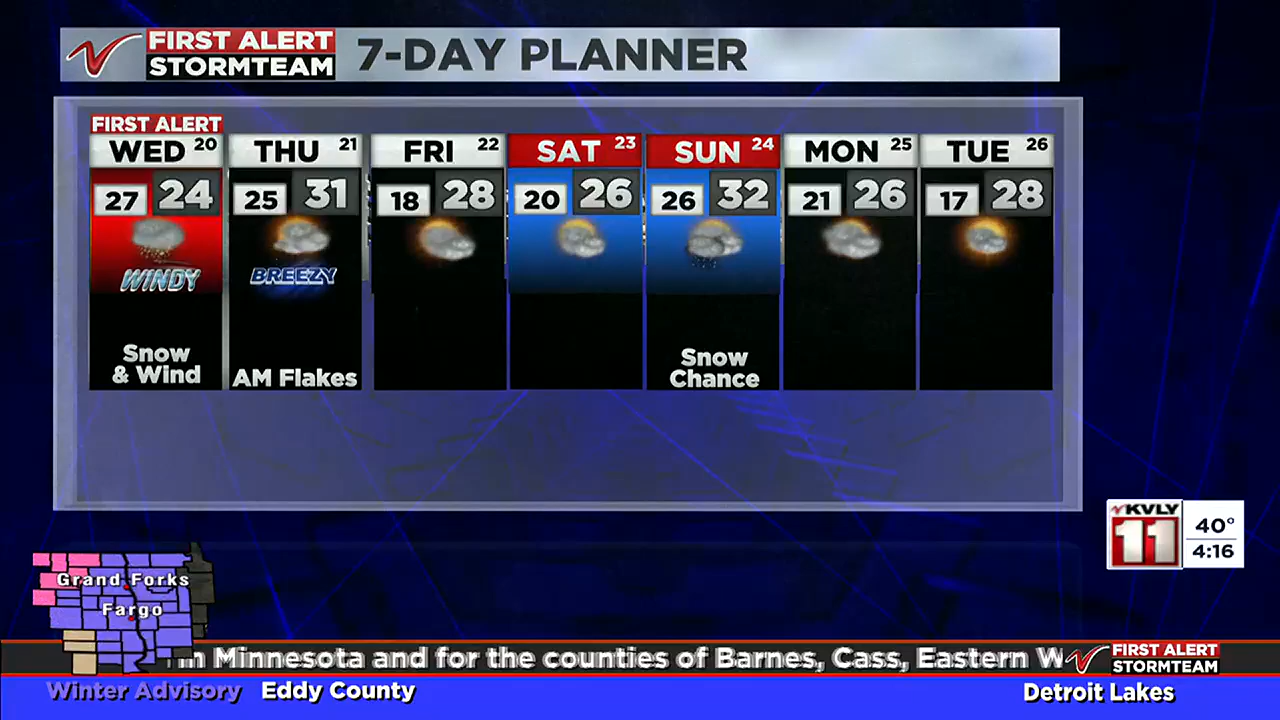 FIRST ALERT
STORMTEAM
7-DAY PLANNER
FIRST ALERT
WED 20
THU 21
FRI 22
SAT 23
SUN 24
MON 25
TUE 26
27 24
25 31
18 28
20 26
26 32
21 26
17 28
WINDY
BREEZY
Snow
& Wind
AM Flakes
Snow
Chance
KVLY
11
40°
4:16
Grand Forks
Fargo
Minnesota and for the counties of Barnes, Cass, Eastern
FIRST ALERT
STORMTEAM
Winter Advisory Eddy County
Detroit Lakes